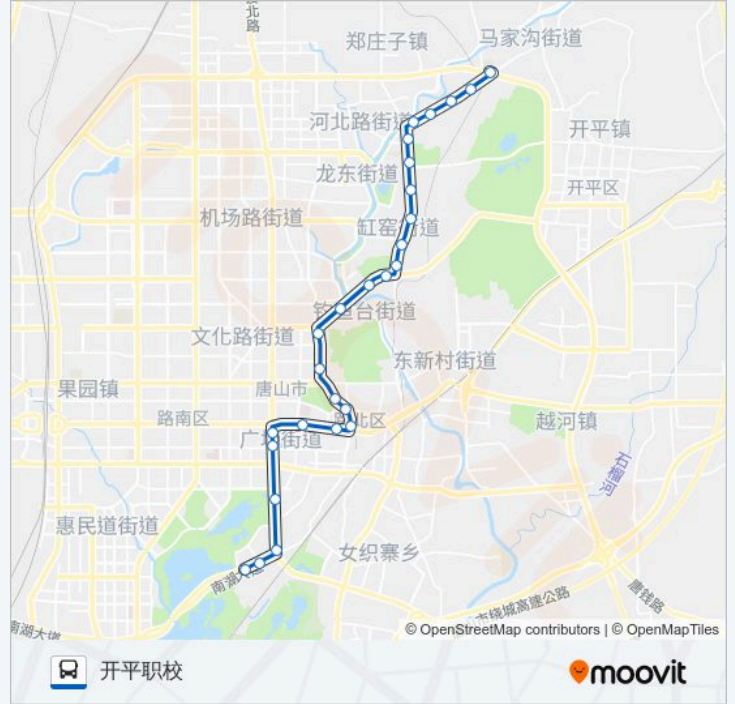 北路
郑庄子镇
马家沟街道
河北路街道
开平镇
龙东街道
开平区
机场路街道
缸窑街道
钓鱼台街道
文化路街道
东新村街道
果园镇
唐山市
路南区
路北区
越河镇
广场街道
石榴河
惠民道街道
女织寨乡
南湖大道
唐钱路
市绕城高速公路
南湖大道
© OpenStreetMap contributors | © OpenMapTiles
开平职校
moovit